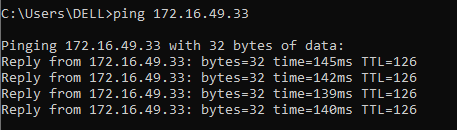 C:\Users\DELL>ping 172.16.49.33
Pinging 172.16.49.33 with 32 bytes of data:
Reply from 172.16.49.33: bytes=32 time=145ms TTL=126
Reply from 172.16.49.33: bytes=32 time=142ms TTL=126
Reply from 172.16.49.33: bytes=32 time=139ms TTL=126
Reply from 172.16.49.33: bytes=32 time=140ms TTL=126